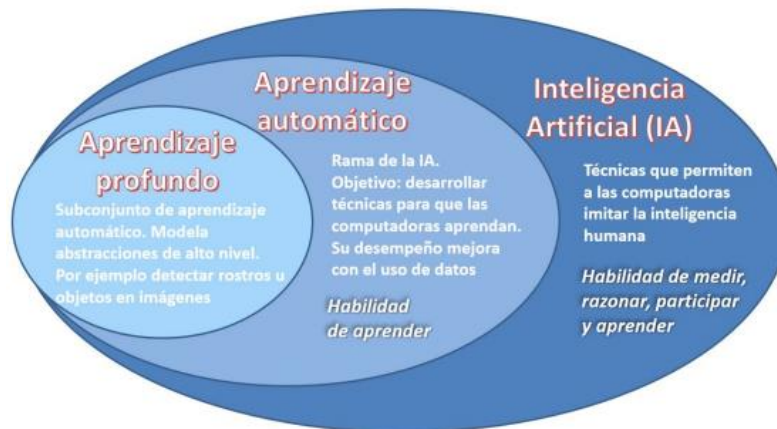 Aprendizaje
profundo
Subconjunto de aprendizaje
automático. Modela
abstracciones de alto nivel.
Por ejemplo detectar rostros u
objetos en imágenes
Aprendizaje
automático
Rama de la IA.
Objetivo: desarrollar
técnicas para que las
computadoras aprendan.
Su desempeño mejora
con el uso de datos
Habilidad
de aprender
Inteligencia
Artificial (IA)
Técnicas que permiten
a las computadoras
imitar la inteligencia
humana
Habilidad de medir,
razonar, participar
y aprender